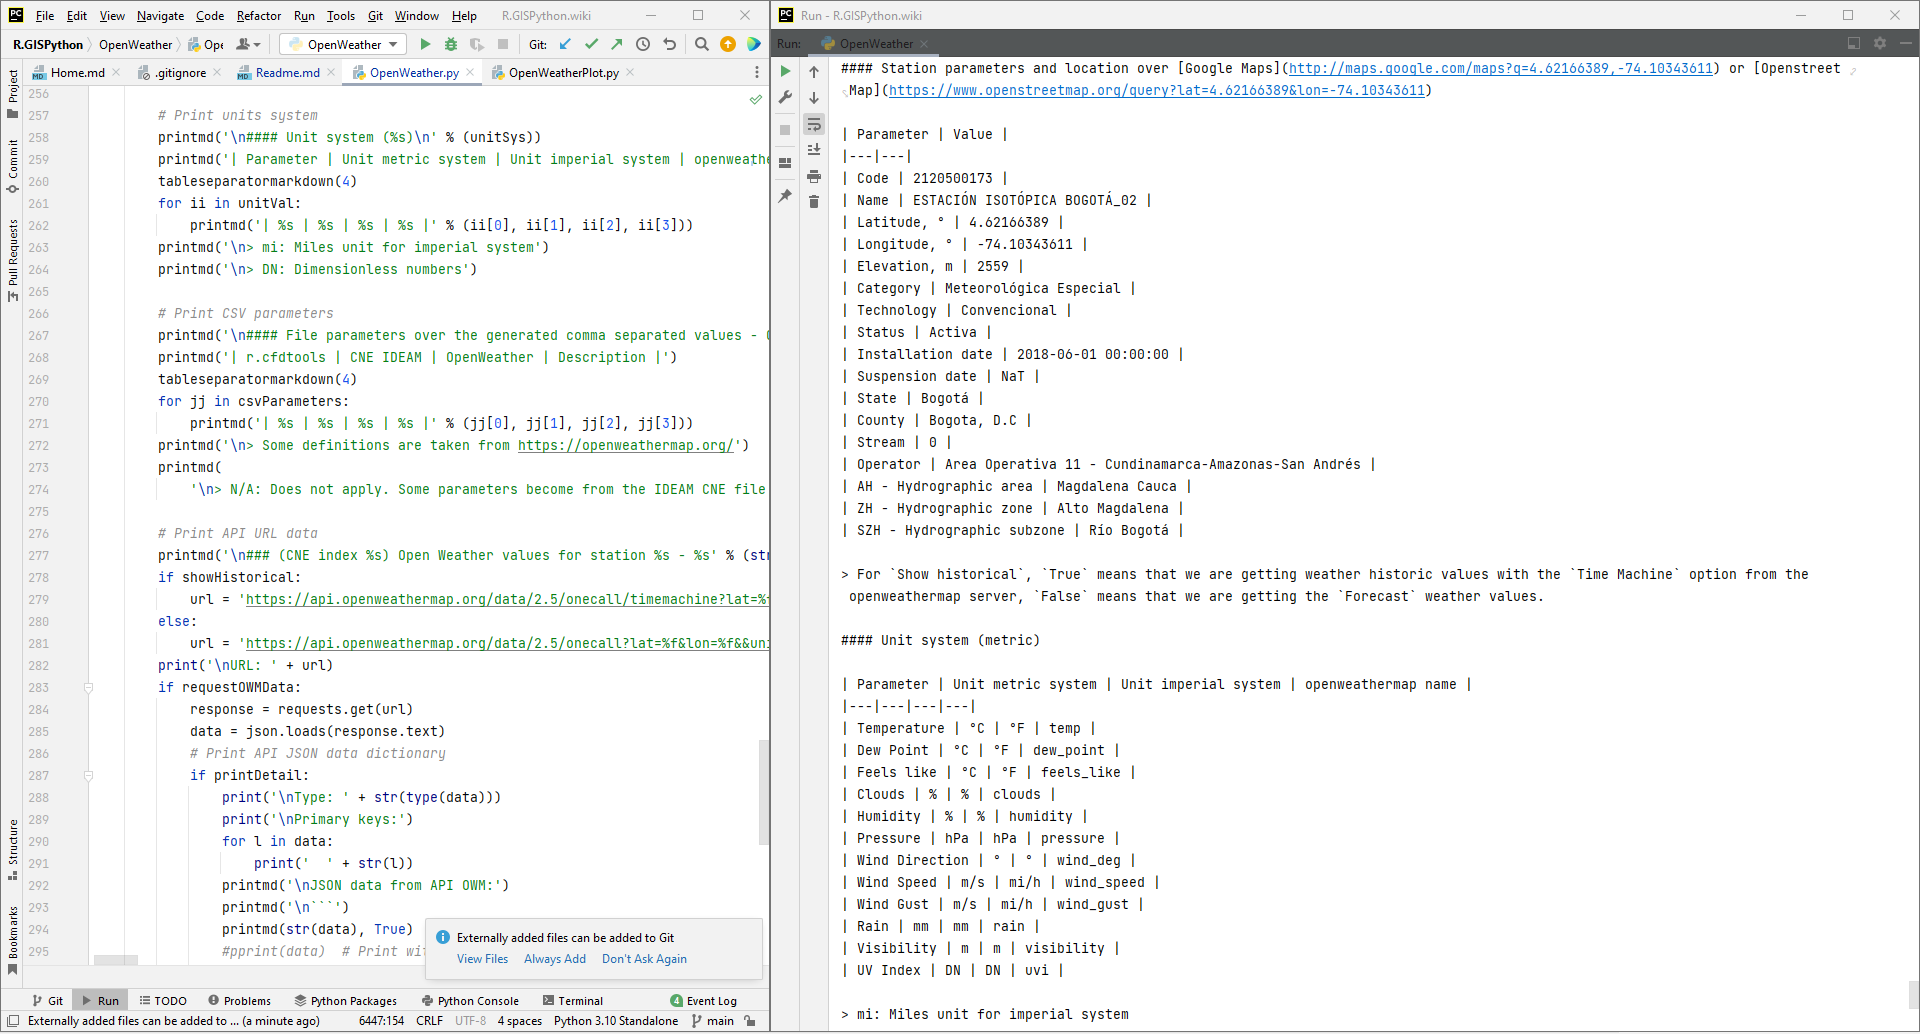 File Edit View Navigate Code Refactor Run Tools Git Window Help R.GISPython.wiki
R.GISPython OpenWeather Ope OpenWeather Git:
Home.md .gitignore Readme.md OpenWeather.py OpenWeatherPlot.py
Project
Commit
Pull Requests
Structure
Bookmarks
256
257 # Print units system
258 printmd('\n#### Unit system (%s)\n' % (unitSys))
259 printmd('| Parameter | Unit metric system | Unit imperial system | openweathe
260 tableseparatormarkdown(4)
261 for ii in unitVal:
262 printmd('| %s | %s | %s | %s |' % (ii[0], ii[1], ii[2], ii[3]))
263 printmd('\n> mi: Miles unit for imperial system')
264 printmd('\n> DN: Dimensionless numbers')
265
266 # Print CSV parameters
267 printmd('\n#### File parameters over the generated comma separated values -
268 printmd('| r.cfdtools | CNE IDEAM | OpenWeather | Description |')
269 tableseparatormarkdown(4)
270 for jj in csvParameters:
271 printmd('| %s | %s | %s | %s |' % (jj[0], jj[1], jj[2], jj[3]))
272 printmd('\n> Some definitions are taken from https://openweathermap.org/')
273 printmd(
274 '\n> N/A: Does not apply. Some parameters become from the IDEAM CNE file
275
276 # Print API URL data
277 printmd('\n### (CNE index %s) Open Weather values for station %s - %s' % (str
278 if showHistorical:
279 url = 'https://api.openweathermap.org/data/2.5/onecall/timemachine?lat=%f
280 else:
281 url = 'https://api.openweathermap.org/data/2.5/onecall?lat=%f&lon=%f&&uni
282 print('\nURL: ' + url)
283 if requestOWMData:
284 response = requests.get(url)
285 data = json.loads(response.text)
286 # Print API JSON data dictionary
287 if printDetail:
288 print('\nType: ' + str(type(data)))
289 print('\nPrimary keys:')
290 for l in data:
291 print('  ' + str(l))
292 printmd('\nJSON data from API OWM:')
293 printmd('\n```')
294 printmd(str(data), True)
295 #pprint(data)  # Print wi
Externally added files can be added to Git
View Files Always Add Don't Ask Again
Git Run TODO Problems Python Packages Python Console Terminal 4 Event Log
Externally added files can be added to ... (a minute ago) 6447:154 CRLF UTF-8 4 spaces Python 3.10 Standalone main
Run - R.GISPython.wiki
Run: OpenWeather
#### Station parameters and location over [Google Maps](http://maps.google.com/maps?q=4.62166389,-74.10343611) or [Openstreet
Map](https://www.openstreetmap.org/query?lat=4.62166389&lon=-74.10343611)
| Parameter | Value |
|---|---|
| Code | 2120500173 |
| Name | ESTACIÓN ISOTÓPICA BOGOTÁ_02 |
| Latitude, ° | 4.62166389 |
| Longitude, ° | -74.10343611 |
| Elevation, m | 2559 |
| Category | Meteorológica Especial |
| Technology | Convencional |
| Status | Activa |
| Installation date | 2018-06-01 00:00:00 |
| Suspension date | NaT |
| State | Bogotá |
| County | Bogota, D.C |
| Stream | 0 |
| Operator | Area Operativa 11 - Cundinamarca-Amazonas-San Andrés |
| AH - Hydrographic area | Magdalena Cauca |
| ZH - Hydrographic zone | Alto Magdalena |
| SZH - Hydrographic subzone | Río Bogotá |
> For `Show historical`, `True` means that we are getting weather historic values with the `Time Machine` option from the
openweathermap server, `False` means that we are getting the `Forecast` weather values.
#### Unit system (metric)
| Parameter | Unit metric system | Unit imperial system | openweathermap name |
|---|---|---|---|
| Temperature | °C | °F | temp |
| Dew Point | °C | °F | dew_point |
| Feels like | °C | °F | feels_like |
| Clouds | % | % | clouds |
| Humidity | % | % | humidity |
| Pressure | hPa | hPa | pressure |
| Wind Direction | ° | ° | wind_deg |
| Wind Speed | m/s | mi/h | wind_speed |
| Wind Gust | m/s | mi/h | wind_gust |
| Rain | mm | mm | rain |
| Visibility | m | m | visibility |
| UV Index | DN | DN | uvi |
> mi: Miles unit for imperial system